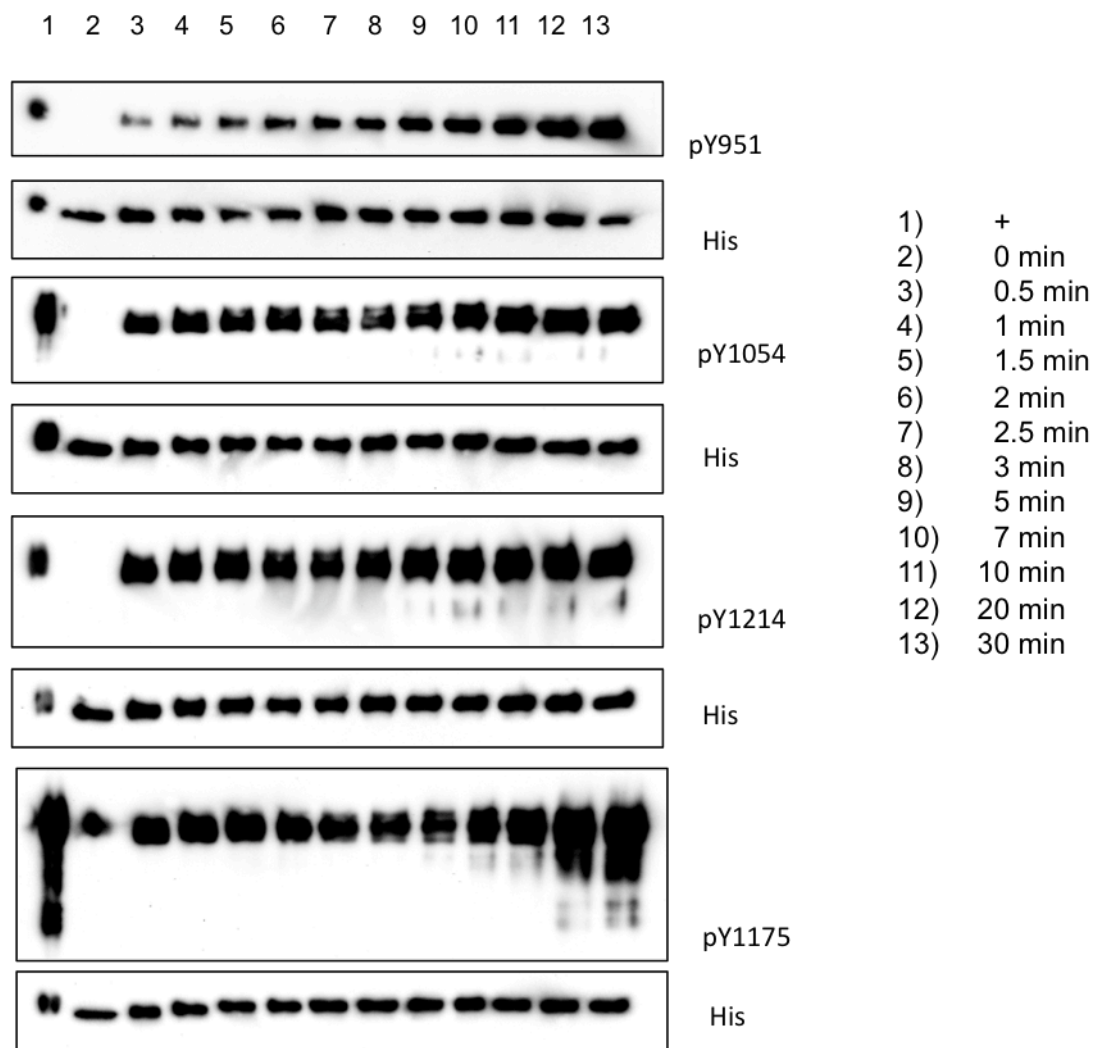 1 2 3 4 5 6 7 8 9 10 11 12 13
pY951
His
pY1054
His
pY1214
His
pY1175
His
1) +
2) 0 min
3) 0.5 min
4) 1 min
5) 1.5 min
6) 2 min
7) 2.5 min
8) 3 min
9) 5 min
10) 7 min
11) 10 min
12) 20 min
13) 30 min